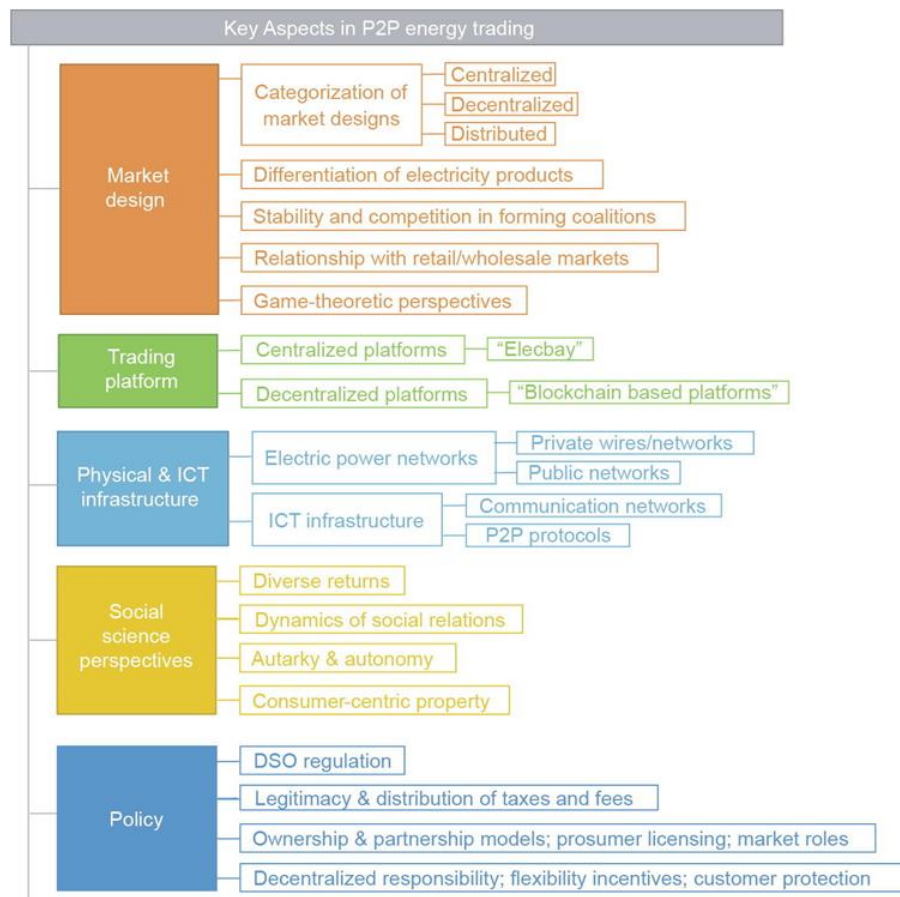 Key Aspects in P2P energy trading
Market
design
Categorization of
market designs
Centralized
Decentralized
Distributed
Differentiation of electricity products
Stability and competition in forming coalitions
Relationship with retail/wholesale markets
Game-theoretic perspectives
Trading
platform
Centralized platforms
“Elecbay”
Decentralized platforms
“Blockchain based platforms”
Physical & ICT
infrastructure
Electric power networks
Private wires/networks
Public networks
ICT infrastructure
Communication networks
P2P protocols
Social
science
perspectives
Diverse returns
Dynamics of social relations
Autarky & autonomy
Consumer-centric property
Policy
DSO regulation
Legitimacy & distribution of taxes and fees
Ownership & partnership models; prosumer licensing; market roles
Decentralized responsibility; flexibility incentives; customer protection